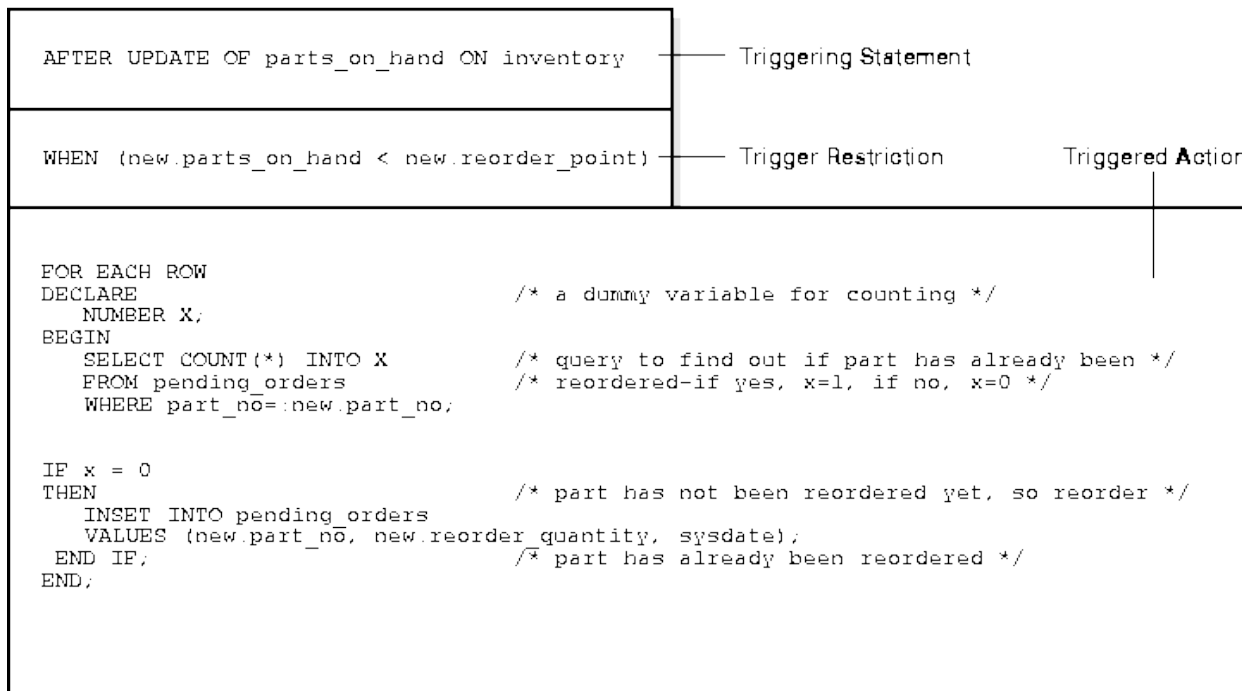 AFTER UPDATE OF parts_on_hand ON inventory
Triggering Statement
WHEN (new.parts_on_hand < new.reorder_point)
Trigger Restriction
Triggered Action
FOR EACH ROW
DECLARE /* a dummy variable for counting */
NUMBER X;
BEGIN
SELECT COUNT(*) INTO X /* query to find out if part has already been */
FROM pending_orders /* reordered-if yes, x=1, if no, x=0 */
WHERE part_no=:new.part_no;
IF x = 0
THEN /* part has not been reordered yet, so reorder */
INSET INTO pending_orders
VALUES (new.part_no, new.reorder_quantity, sysdate);
END IF; /* part has already been reordered */
END;